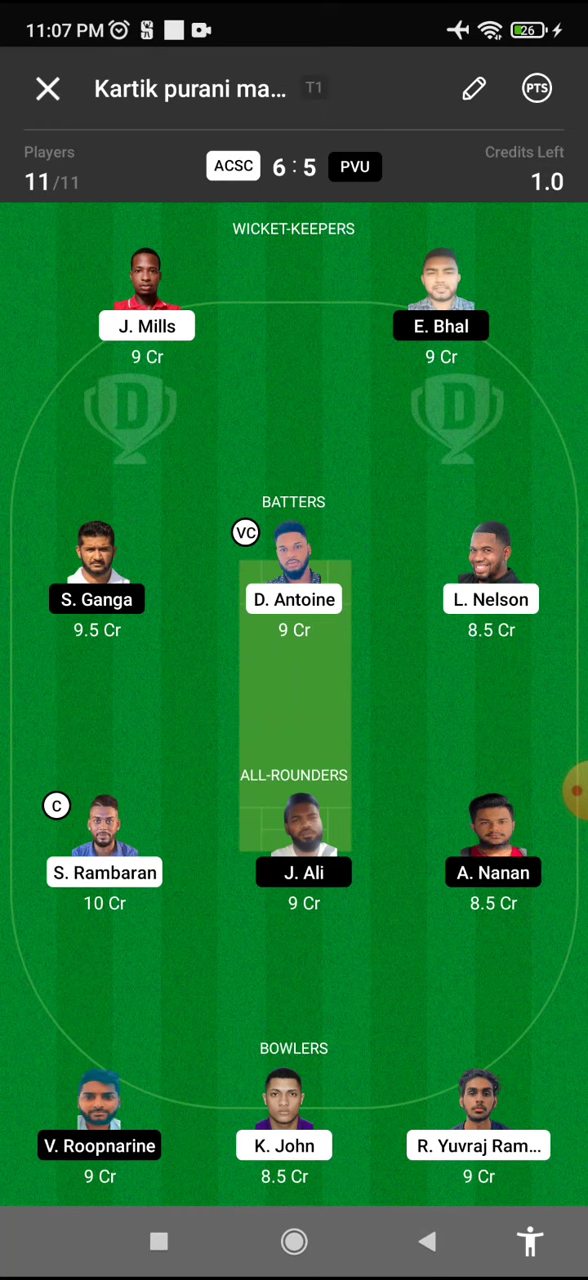 11:07 PM
26
Kartik purani ma... T1
PTS
Players
Credits Left
11/11
ACSC 6 : 5 PVU
1.0
WICKET-KEEPERS
J. Mills
E. Bhal
9 Cr
9 Cr
D
D
BATTERS
VC
S. Ganga
D. Antoine
L. Nelson
9.5 Cr
9 Cr
8.5 Cr
ALL-ROUNDERS
C
S. Rambaran
J. Ali
A. Nanan
10 Cr
9 Cr
8.5 Cr
BOWLERS
V. Roopnarine
K. John
R. Yuvraj Ram...
9 Cr
8.5 Cr
9 Cr